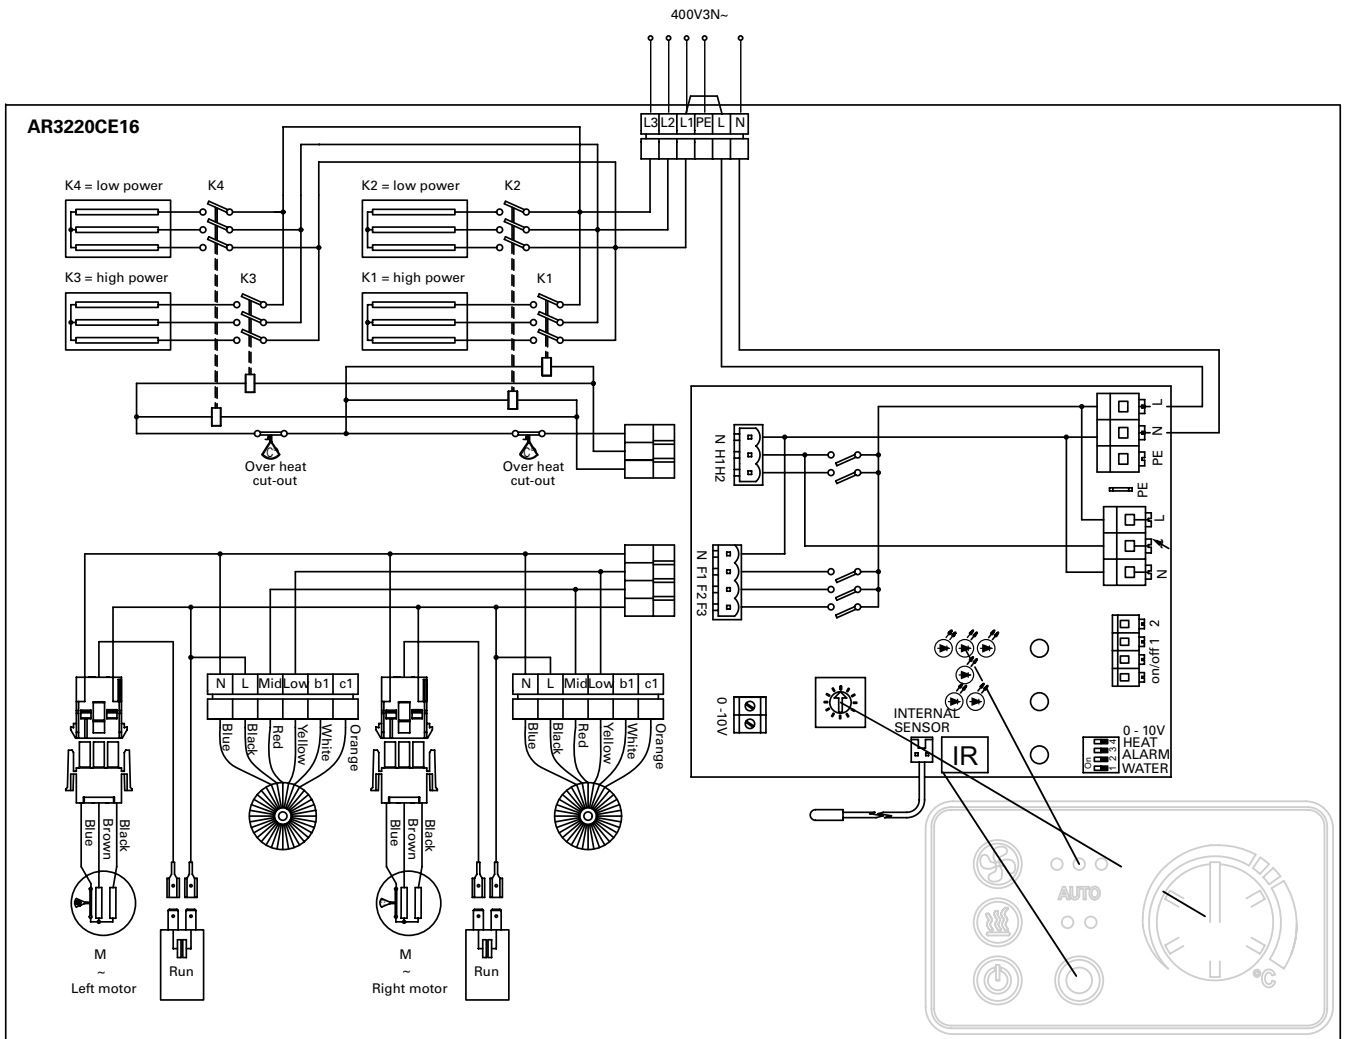 400V3N~
AR3220CE16
L3 L2 L1 PE L N
K4 = low power
K4
K2 = low power
K2
K3 = high power
K3
K1 = high power
K1
Over heat
cut-out
Over heat
cut-out
N H1 H2
L
N
PE
PE
L
N
N F1 F2 F3
2
on/off 1
N L Mid Low b1 c1
N L Mid Low b1 c1
Blue
Black
Red
Yellow
White
Orange
Blue
Black
Red
Yellow
White
Orange
0 -10V
INTERNAL
SENSOR
IR
On
1 2 3 4
0 - 10V
HEAT
ALARM
WATER
Blue
Brown
Black
Blue
Brown
Black
AUTO
°C
M
~
Left motor
Run
M
~
Right motor
Run